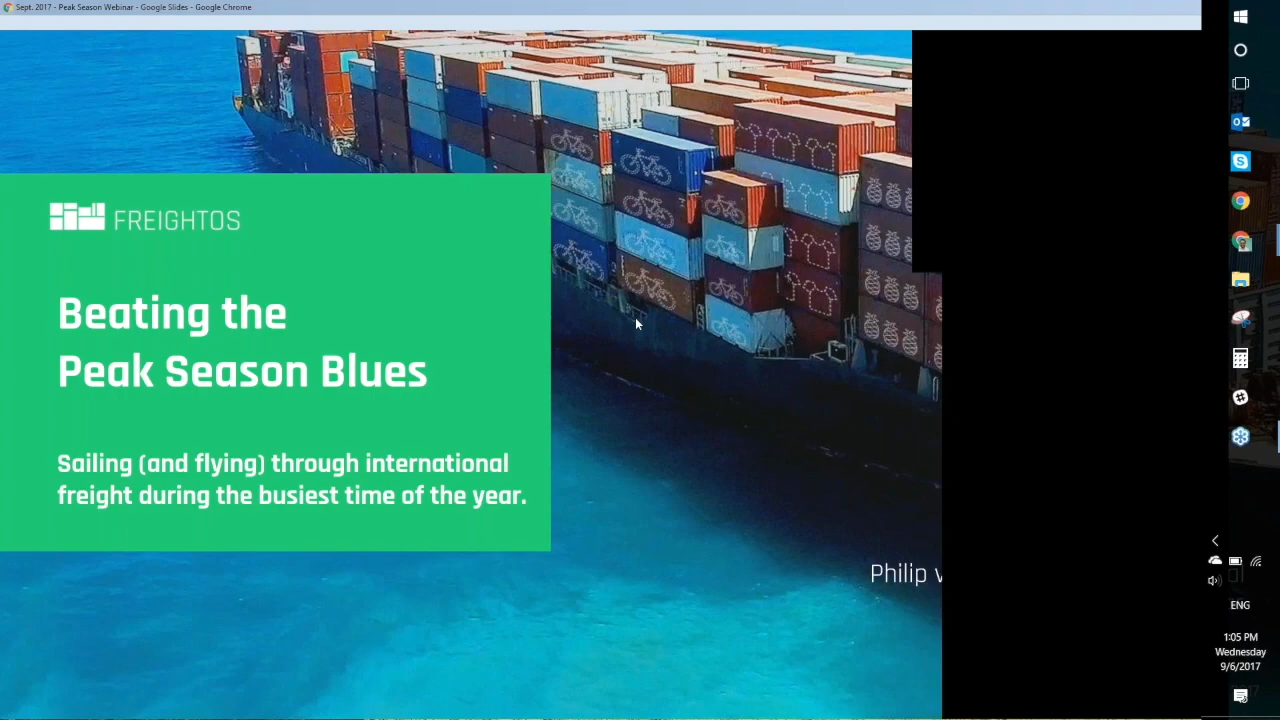 Sept. 2017 - Peak Season Webinar - Google Slides - Google Chrome
FREIGHTOS
Beating the
Peak Season Blues
Sailing (and flying) through international
freight during the busiest time of the year.
Philip
ENG
1:05 PM
Wednesday
9/6/2017